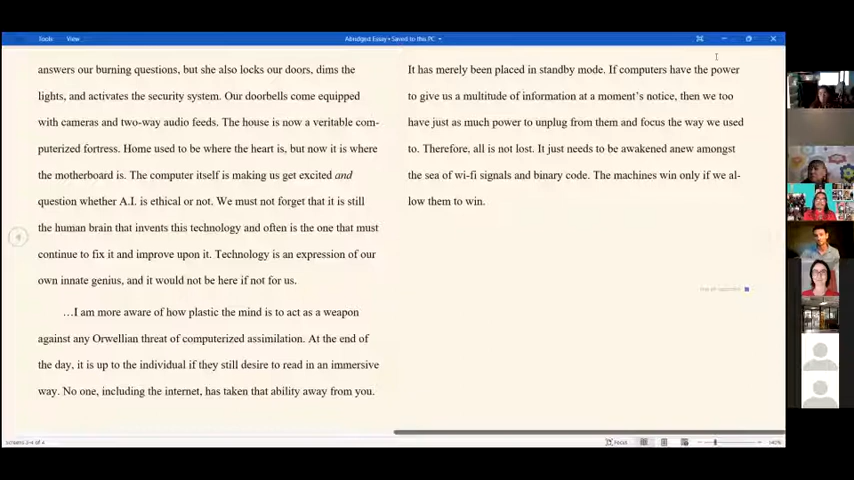 Tools View
Abridged Essay • Saved to this PC
answers our burning questions, but she also locks our doors, dims the
lights, and activates the security system. Our doorbells come equipped
with cameras and two-way audio feeds. The house is now a veritable com-
puterized fortress. Home used to be where the heart is, but now it is where
the motherboard is. The computer itself is making us get excited and
question whether A.I. is ethical or not. We must not forget that it is still
the human brain that invents this technology and often is the one that must
continue to fix it and improve upon it. Technology is an expression of our
own innate genius, and it would not be here if not for us.
…I am more aware of how plastic the mind is to act as a weapon
against any Orwellian threat of computerized assimilation. At the end of
the day, it is up to the individual if they still desire to read in an immersive
way. No one, including the internet, has taken that ability away from you.
It has merely been placed in standby mode. If computers have the power
to give us a multitude of information at a moment's notice, then we too
have just as much power to unplug from them and focus the way we used
to. Therefore, all is not lost. It just needs to be awakened anew amongst
the sea of wi-fi signals and binary code. The machines win only if we al-
low them to win.
Screens 3-4 of 4
Focus
140%